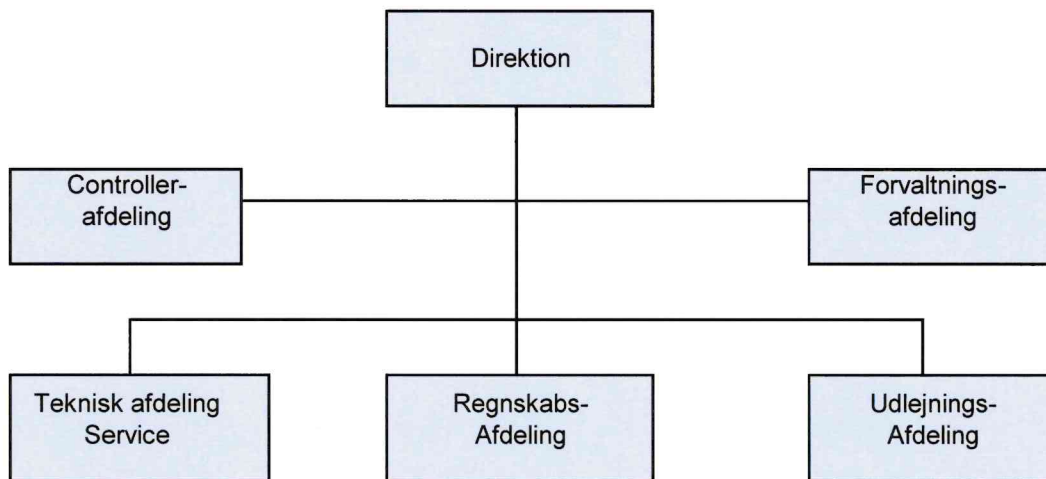 Direktion
Controller-
afdeling
Forvaltnings-
afdeling
Teknisk afdeling
Service
Regnskabs-
Afdeling
Udlejnings-
Afdeling